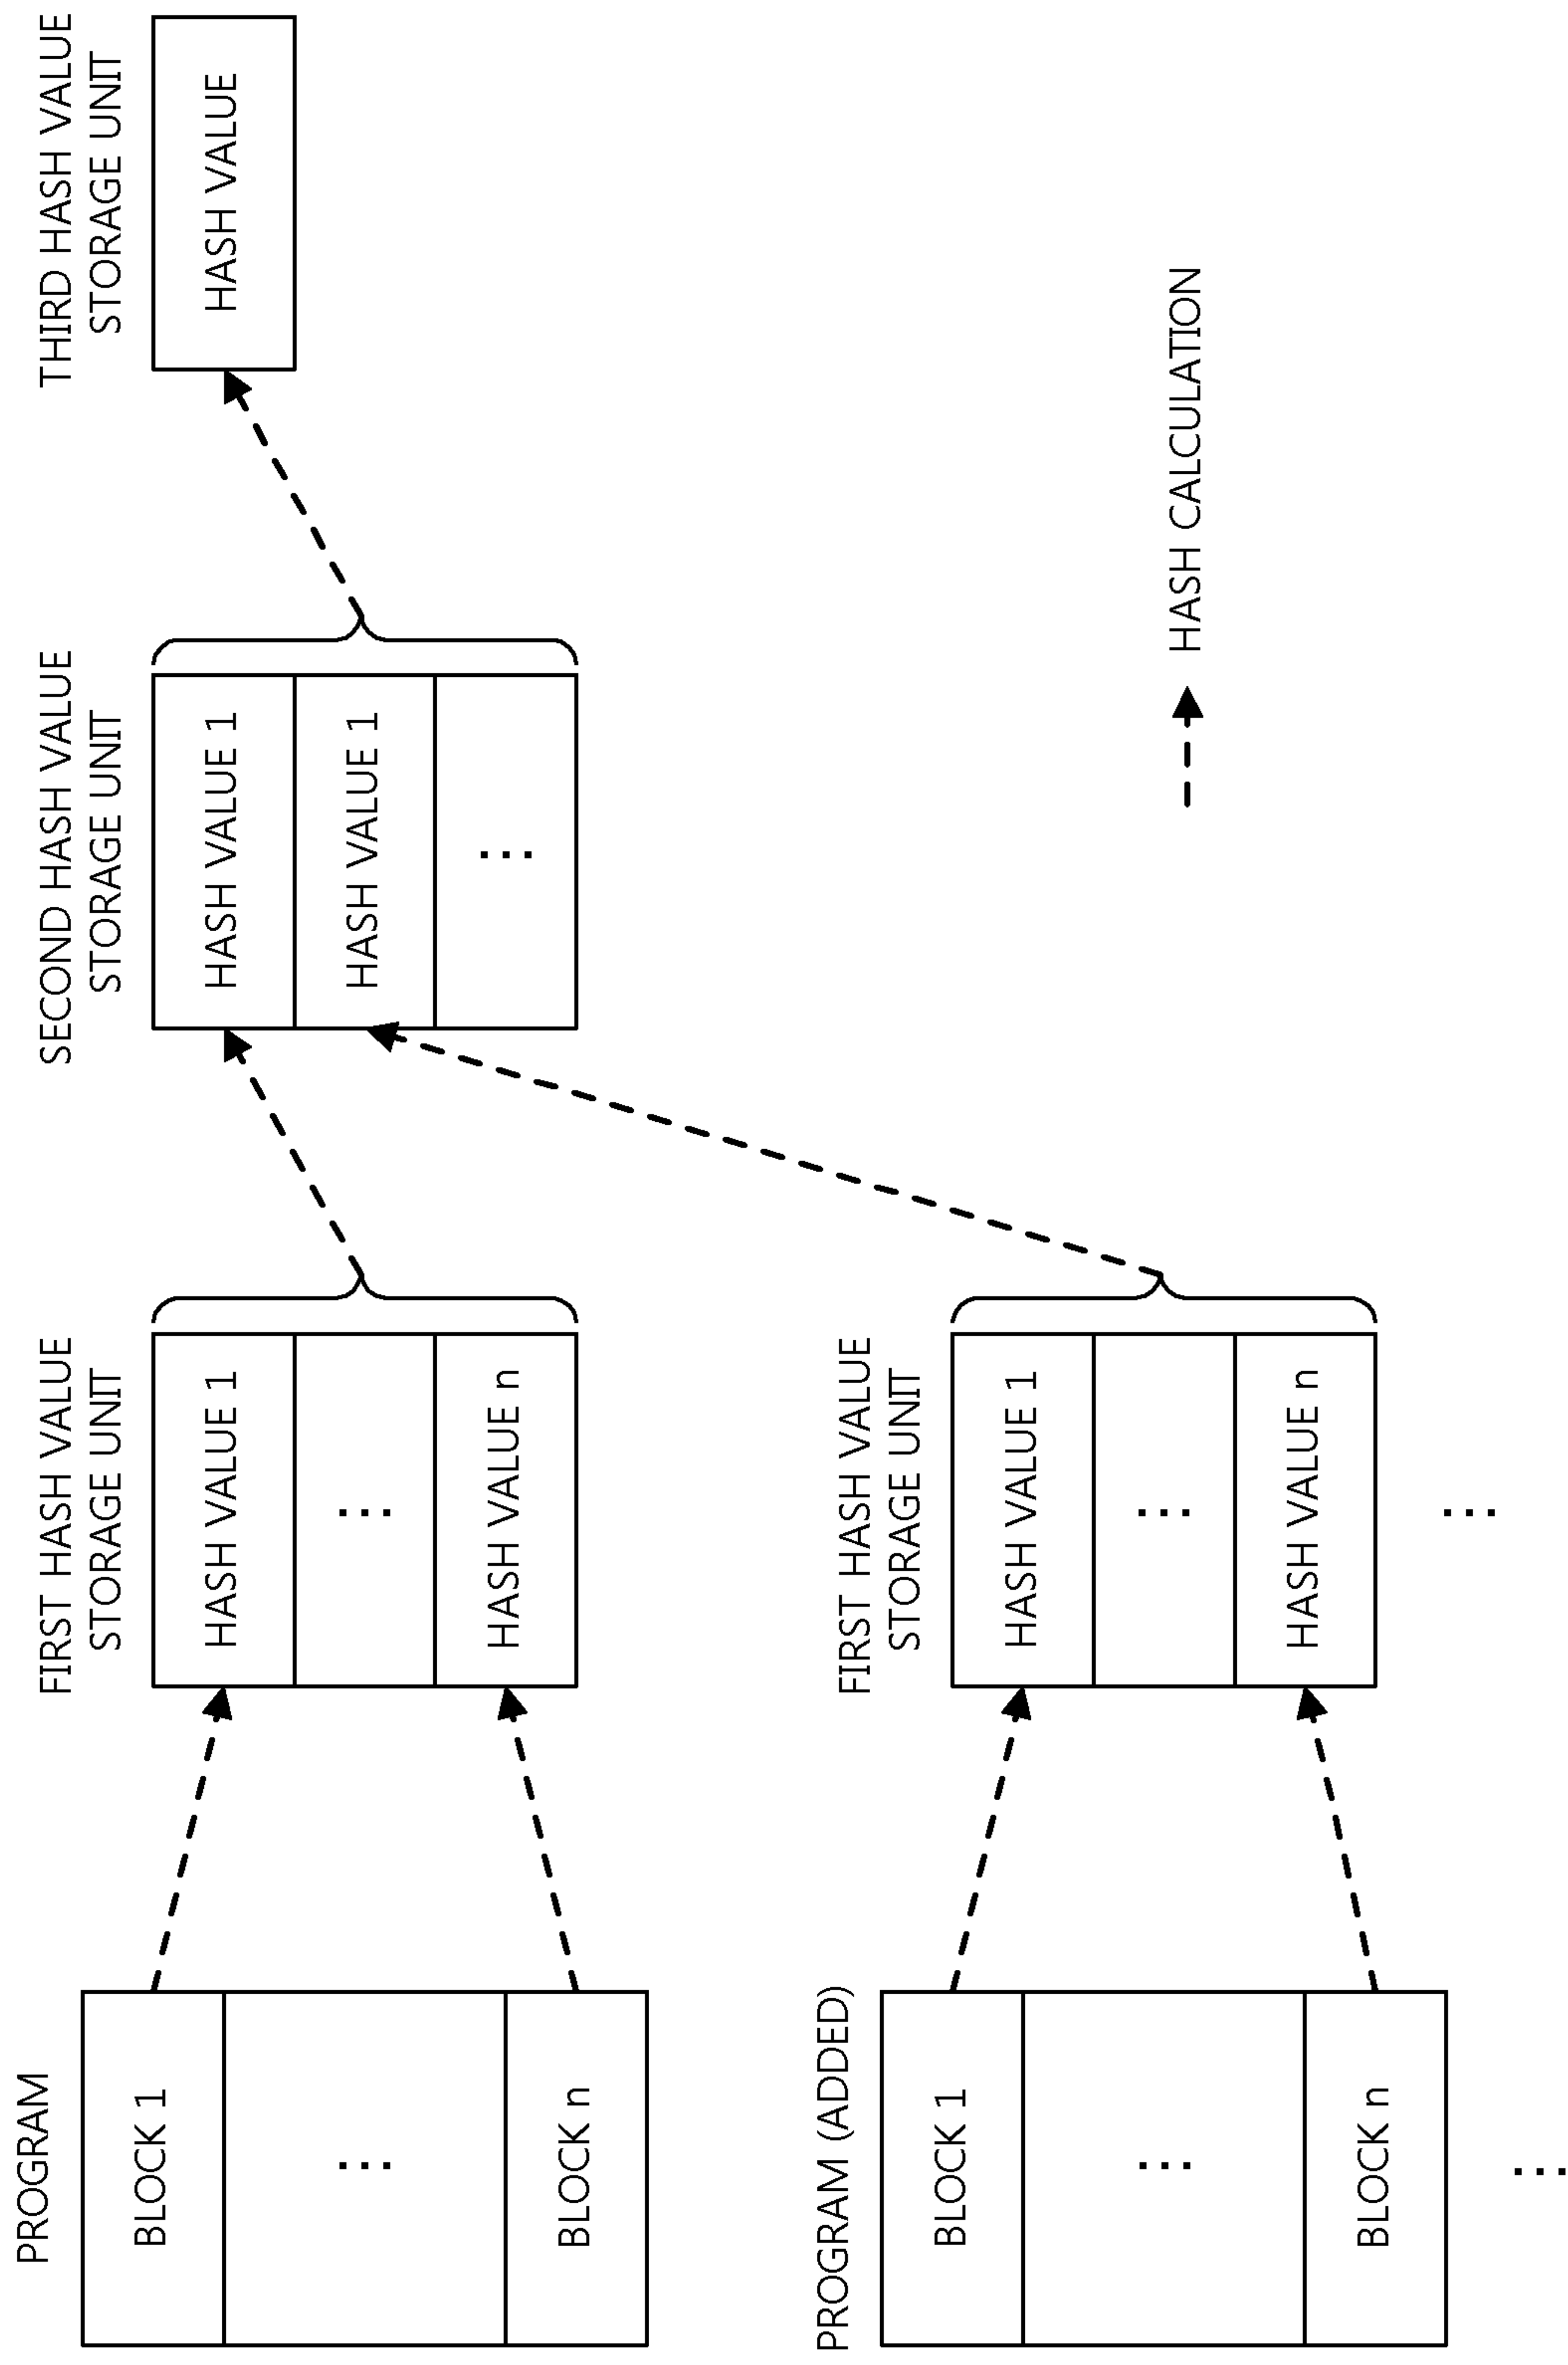 PROGRAM
BLOCK 1
...
BLOCK n
FIRST HASH VALUE
STORAGE UNIT
HASH VALUE 1
...
HASH VALUE n
SECOND HASH VALUE
STORAGE UNIT
HASH VALUE 1
HASH VALUE 1
...
THIRD HASH VALUE
STORAGE UNIT
HASH VALUE
PROGRAM (ADDED)
BLOCK 1
...
BLOCK n
...
FIRST HASH VALUE
STORAGE UNIT
HASH VALUE 1
...
HASH VALUE n
...
HASH CALCULATION